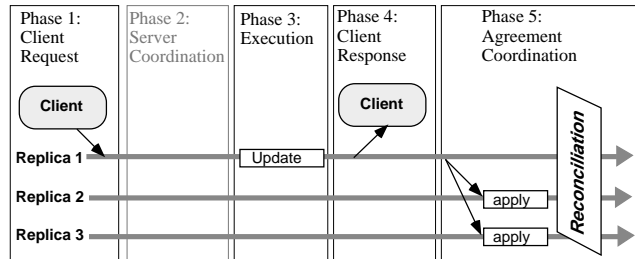 Phase 1:
Client
Request
Phase 2:
Server
Coordination
Phase 3:
Execution
Phase 4:
Client
Response
Phase 5:
Agreement
Coordination
Client
Client
Replica 1
Update
Replica 2
apply
Replica 3
apply
Reconciliation